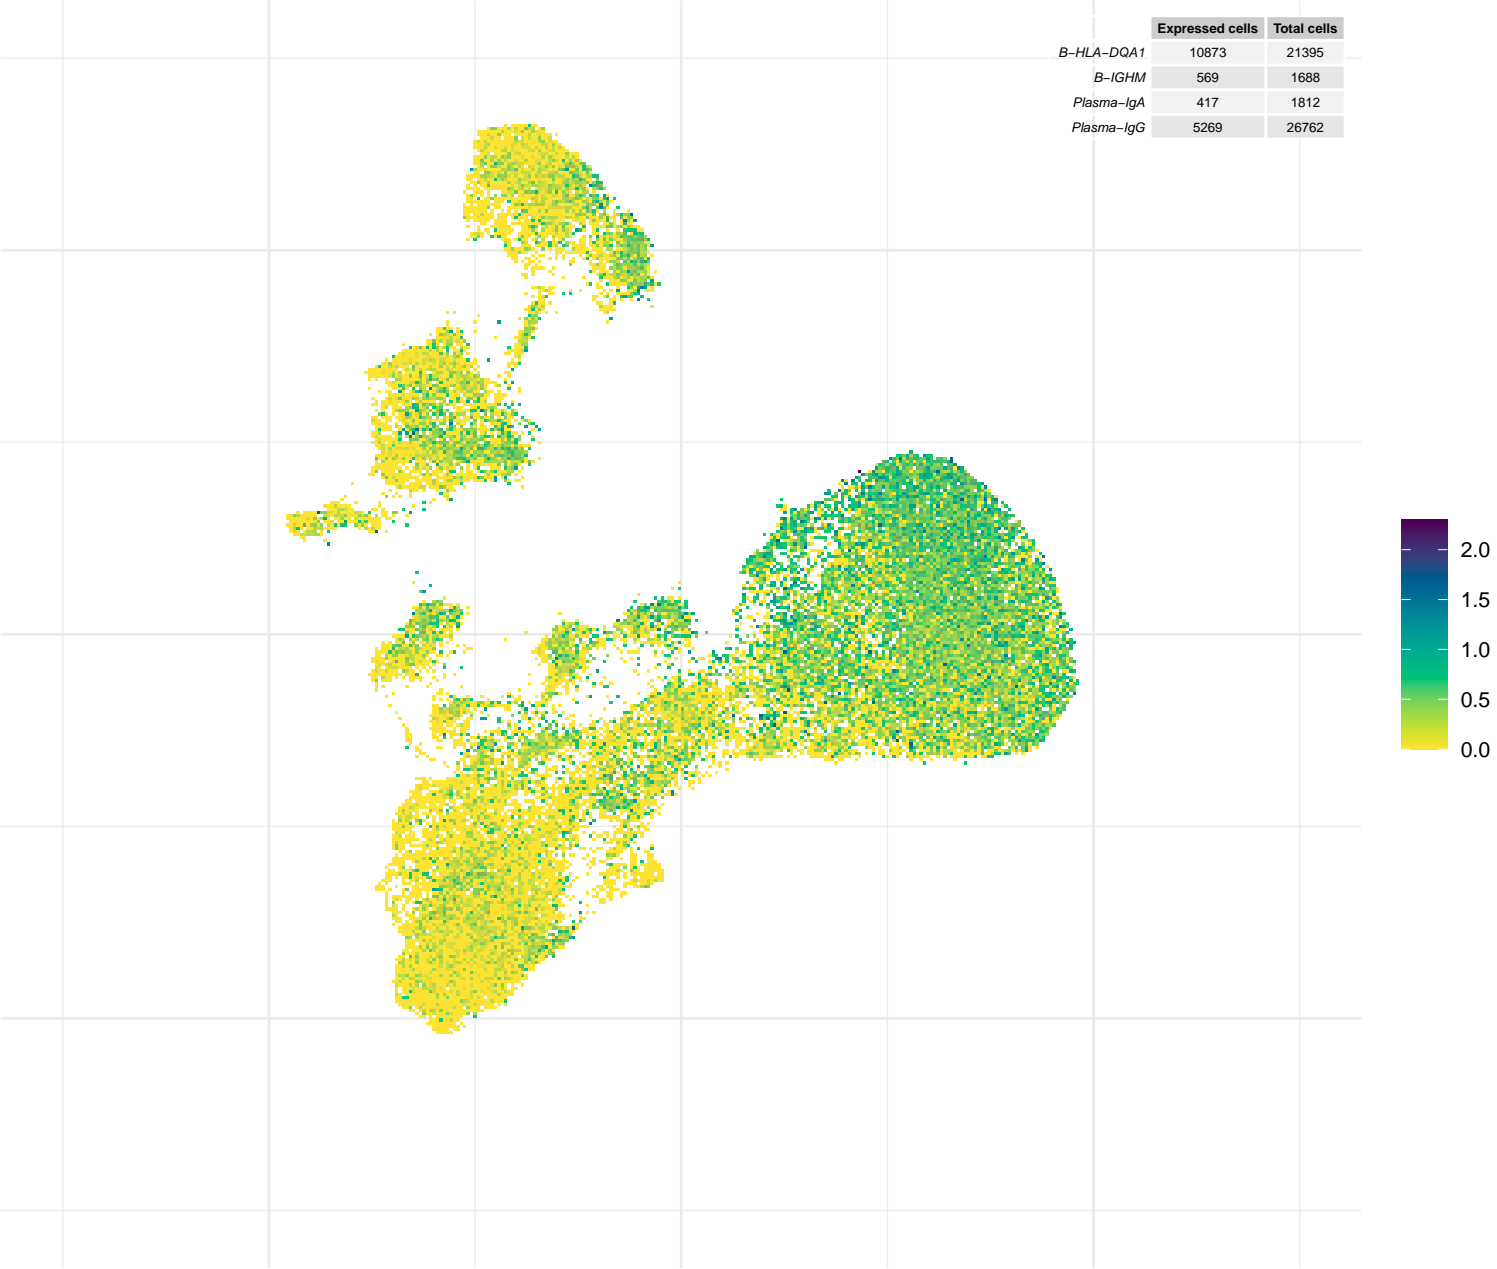 Expressed cells Total cells
B−HLA−DQA1 10873 21395
B−IGHM 569 1688
Plasma−IgA 417 1812
Plasma−IgG 5269 26762
2.0
1.5
1.0
0.5
0.0